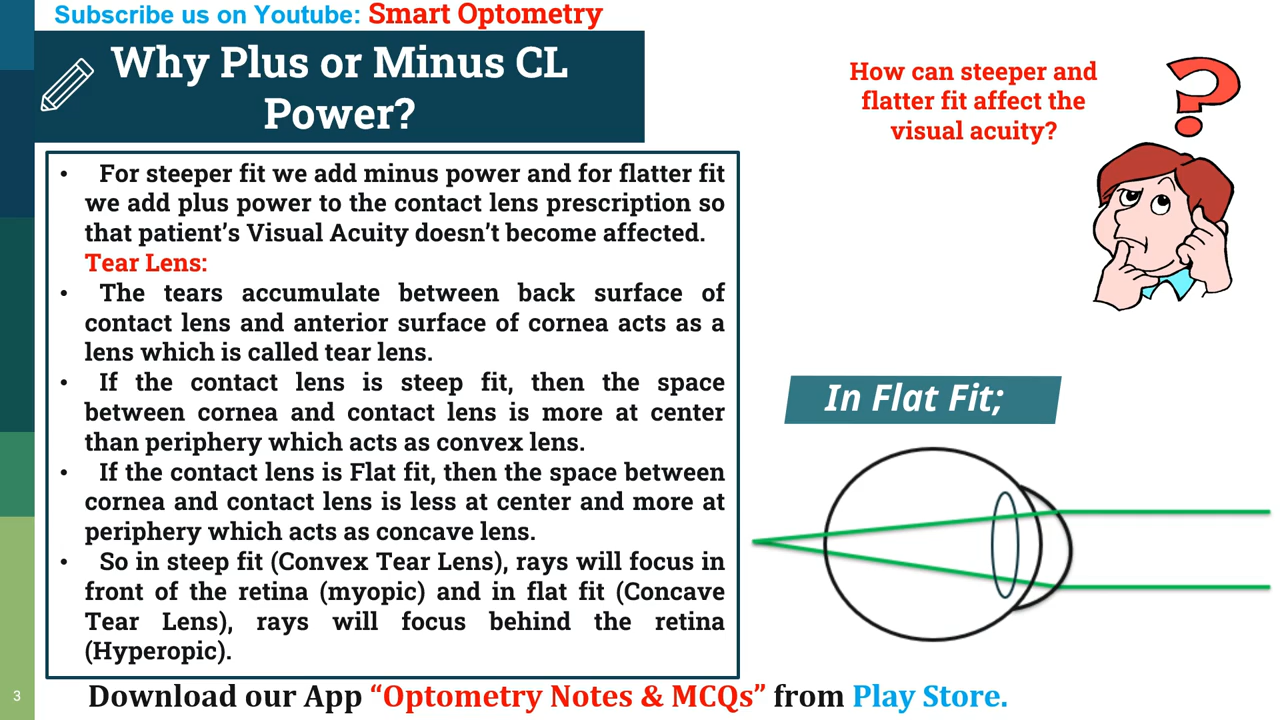 Subscribe us on Youtube: Smart Optometry
Why Plus or Minus CL
Power?
How can steeper and
flatter fit affect the
visual acuity?
• For steeper fit we add minus power and for flatter fit
we add plus power to the contact lens prescription so
that patient's Visual Acuity doesn't become affected.
Tear Lens:
• The tears accumulate between back surface of
contact lens and anterior surface of cornea acts as a
lens which is called tear lens.
• If the contact lens is steep fit, then the space
between cornea and contact lens is more at center
than periphery which acts as convex lens.
• If the contact lens is Flat fit, then the space between
cornea and contact lens is less at center and more at
periphery which acts as concave lens.
• So in steep fit (Convex Tear Lens), rays will focus in
front of the retina (myopic) and in flat fit (Concave
Tear Lens), rays will focus behind the retina
(Hyperopic).
In Flat Fit;
3
Download our App “Optometry Notes & MCQs” from Play Store.